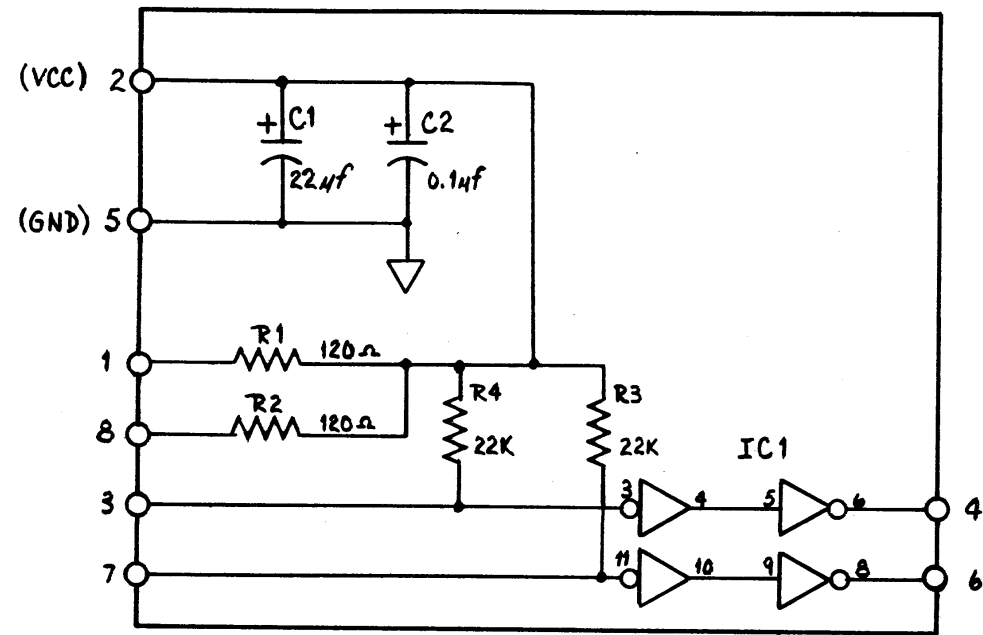 (VCC) 2
+ C1
22µf
+ C2
0.1µf
(GND) 5
1
R1
120Ω
8
R2
120Ω
R4
22K
R3
22K
IC1
3
3
4
5
6
4
7
11
10
9
8
6